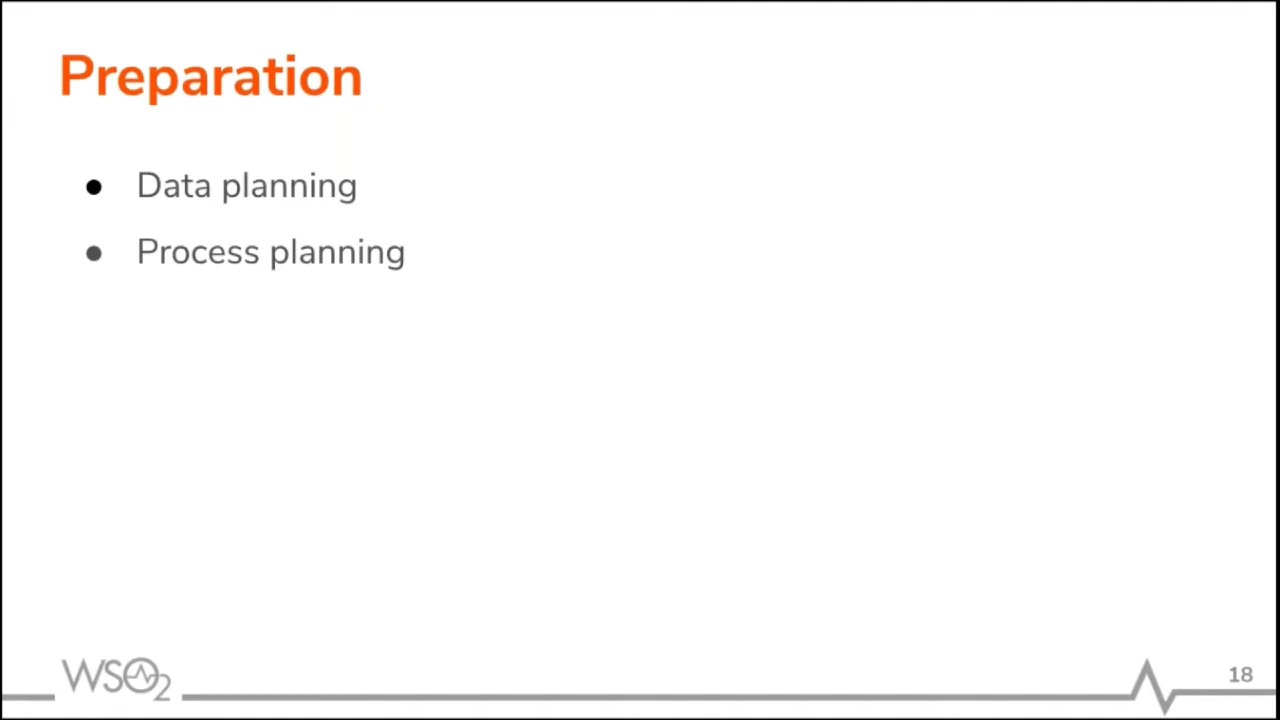 Preparation
● Data planning
● Process planning
WSO2
18